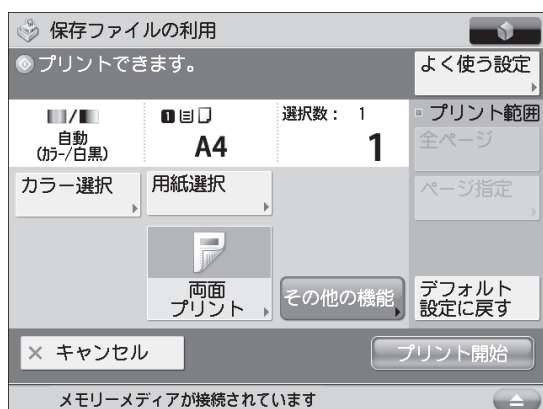 保存ファイルの利用
プリントできます。
よく使う設定
自動
(カラー/白黒)
1
A4
選択数： 1
1
プリント範囲
全ページ
ページ指定
カラー選択
用紙選択
両面
プリント
その他の機能
デフォルト
設定に戻す
× キャンセル
プリント開始
メモリーメディアが接続されています